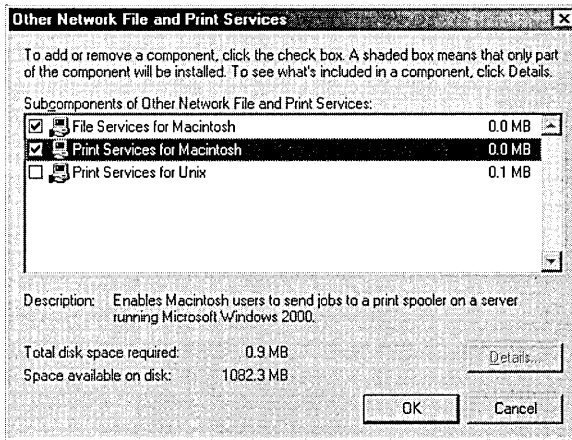 Other Network File and Print Services
To add or remove a component, click the check box. A shaded box means that only part
of the component will be installed. To see what's included in a component, click Details.
Subcomponents of Other Network File and Print Services:
File Services for Macintosh 0.0 MB
Print Services for Macintosh 0.0 MB
Print Services for Unix 0.1 MB
Description: Enables Macintosh users to send jobs to a print spooler on a server
running Microsoft Windows 2000.
Total disk space required: 0.9 MB
Space available on disk: 1082.3 MB
Details...
OK Cancel